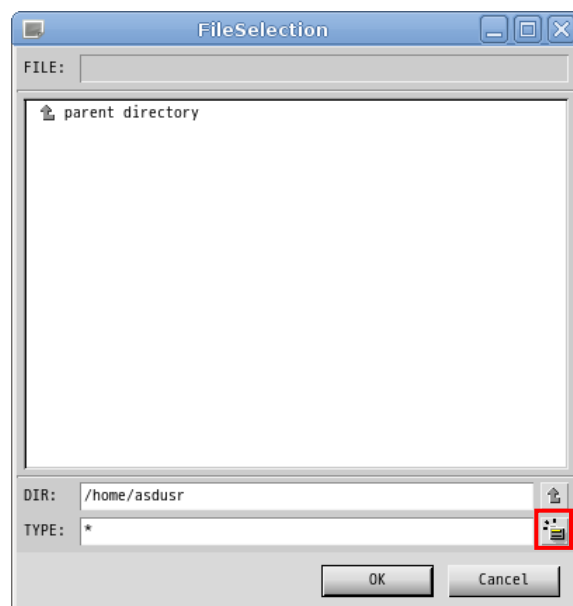 FileSelection
FILE:
parent directory
DIR: /home/asdusr
TYPE: *
OK Cancel